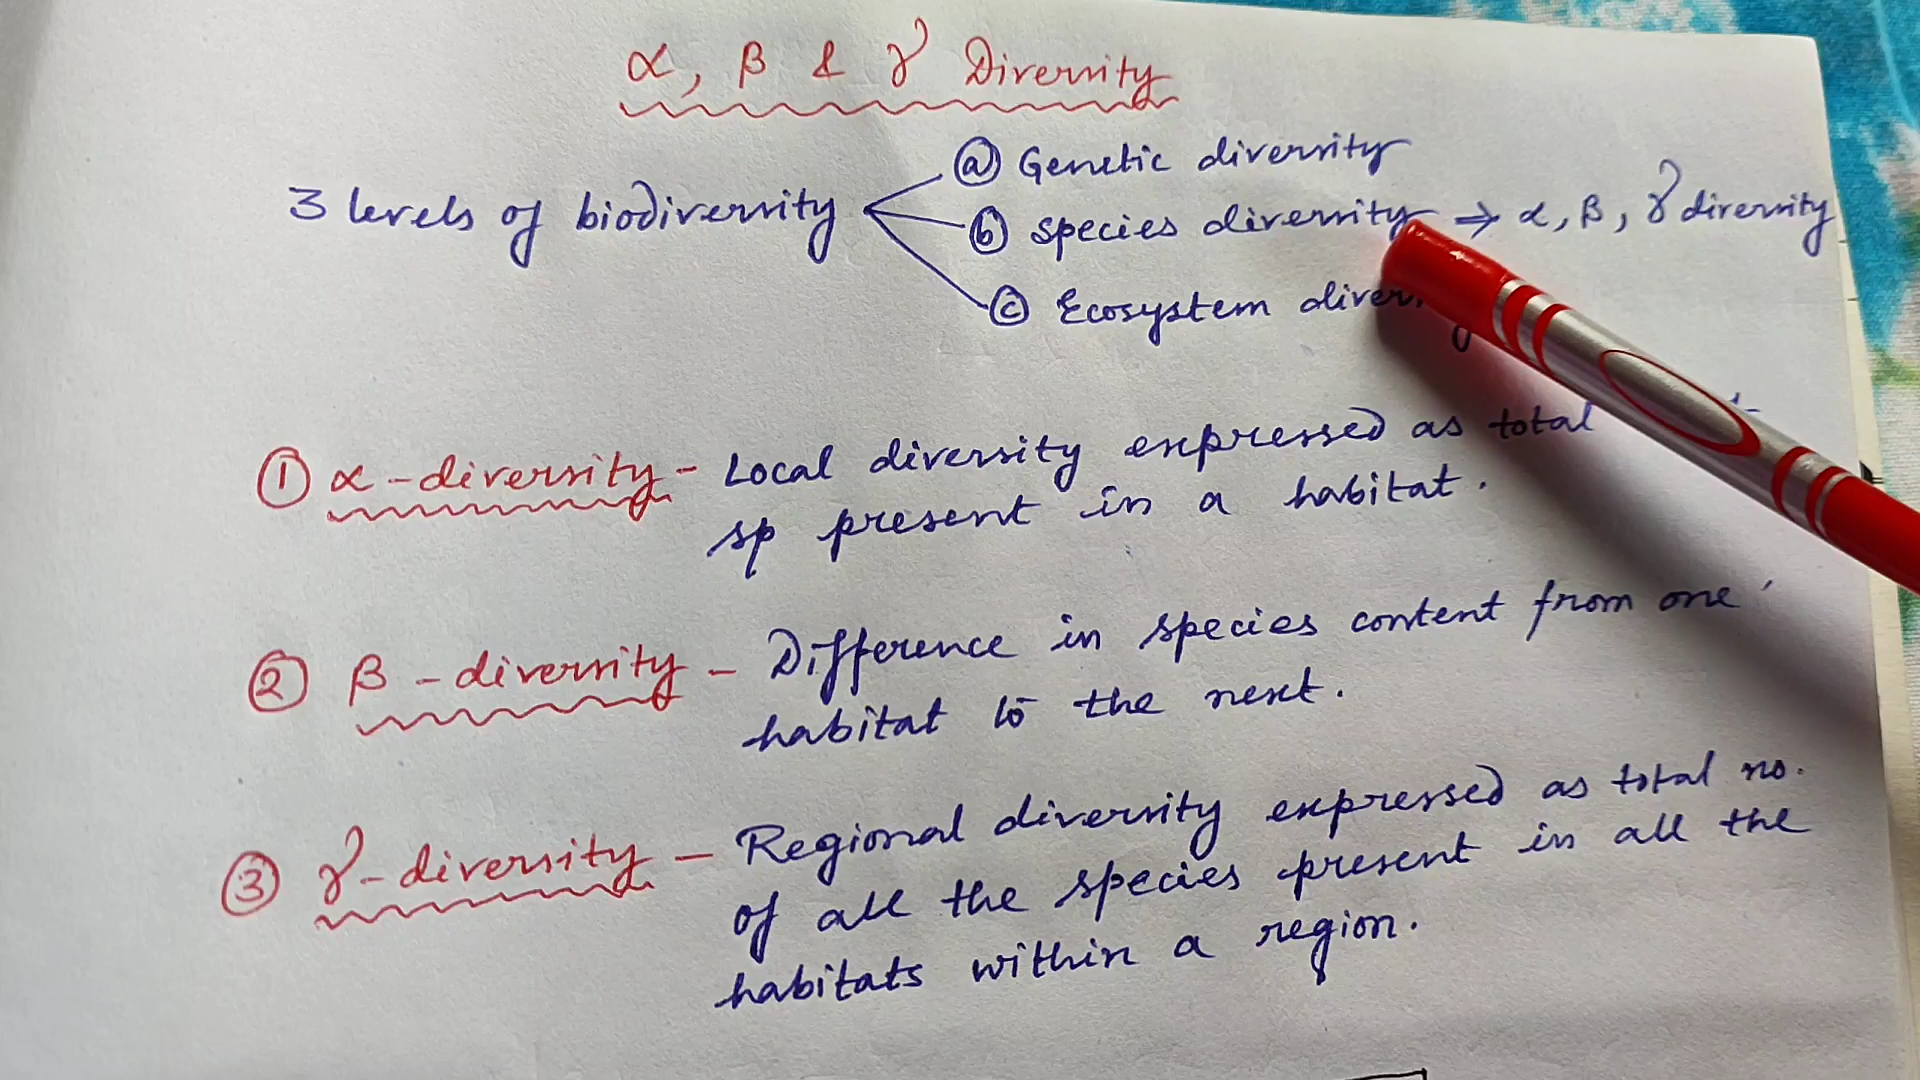 α, β & γ Diversity
3 levels of biodiversity
(a) Genetic diversity
(b) Species diversity ⇒ α, β, γ diversity
(c) Ecosystem
① α-diversity - Local diversity expressed as total
sp present in a habitat.
② β-diversity - Difference in species content from one
habitat to the next.
③ γ-diversity - Regional diversity expressed as total no.
of all the species present in all the
habitats within a region.